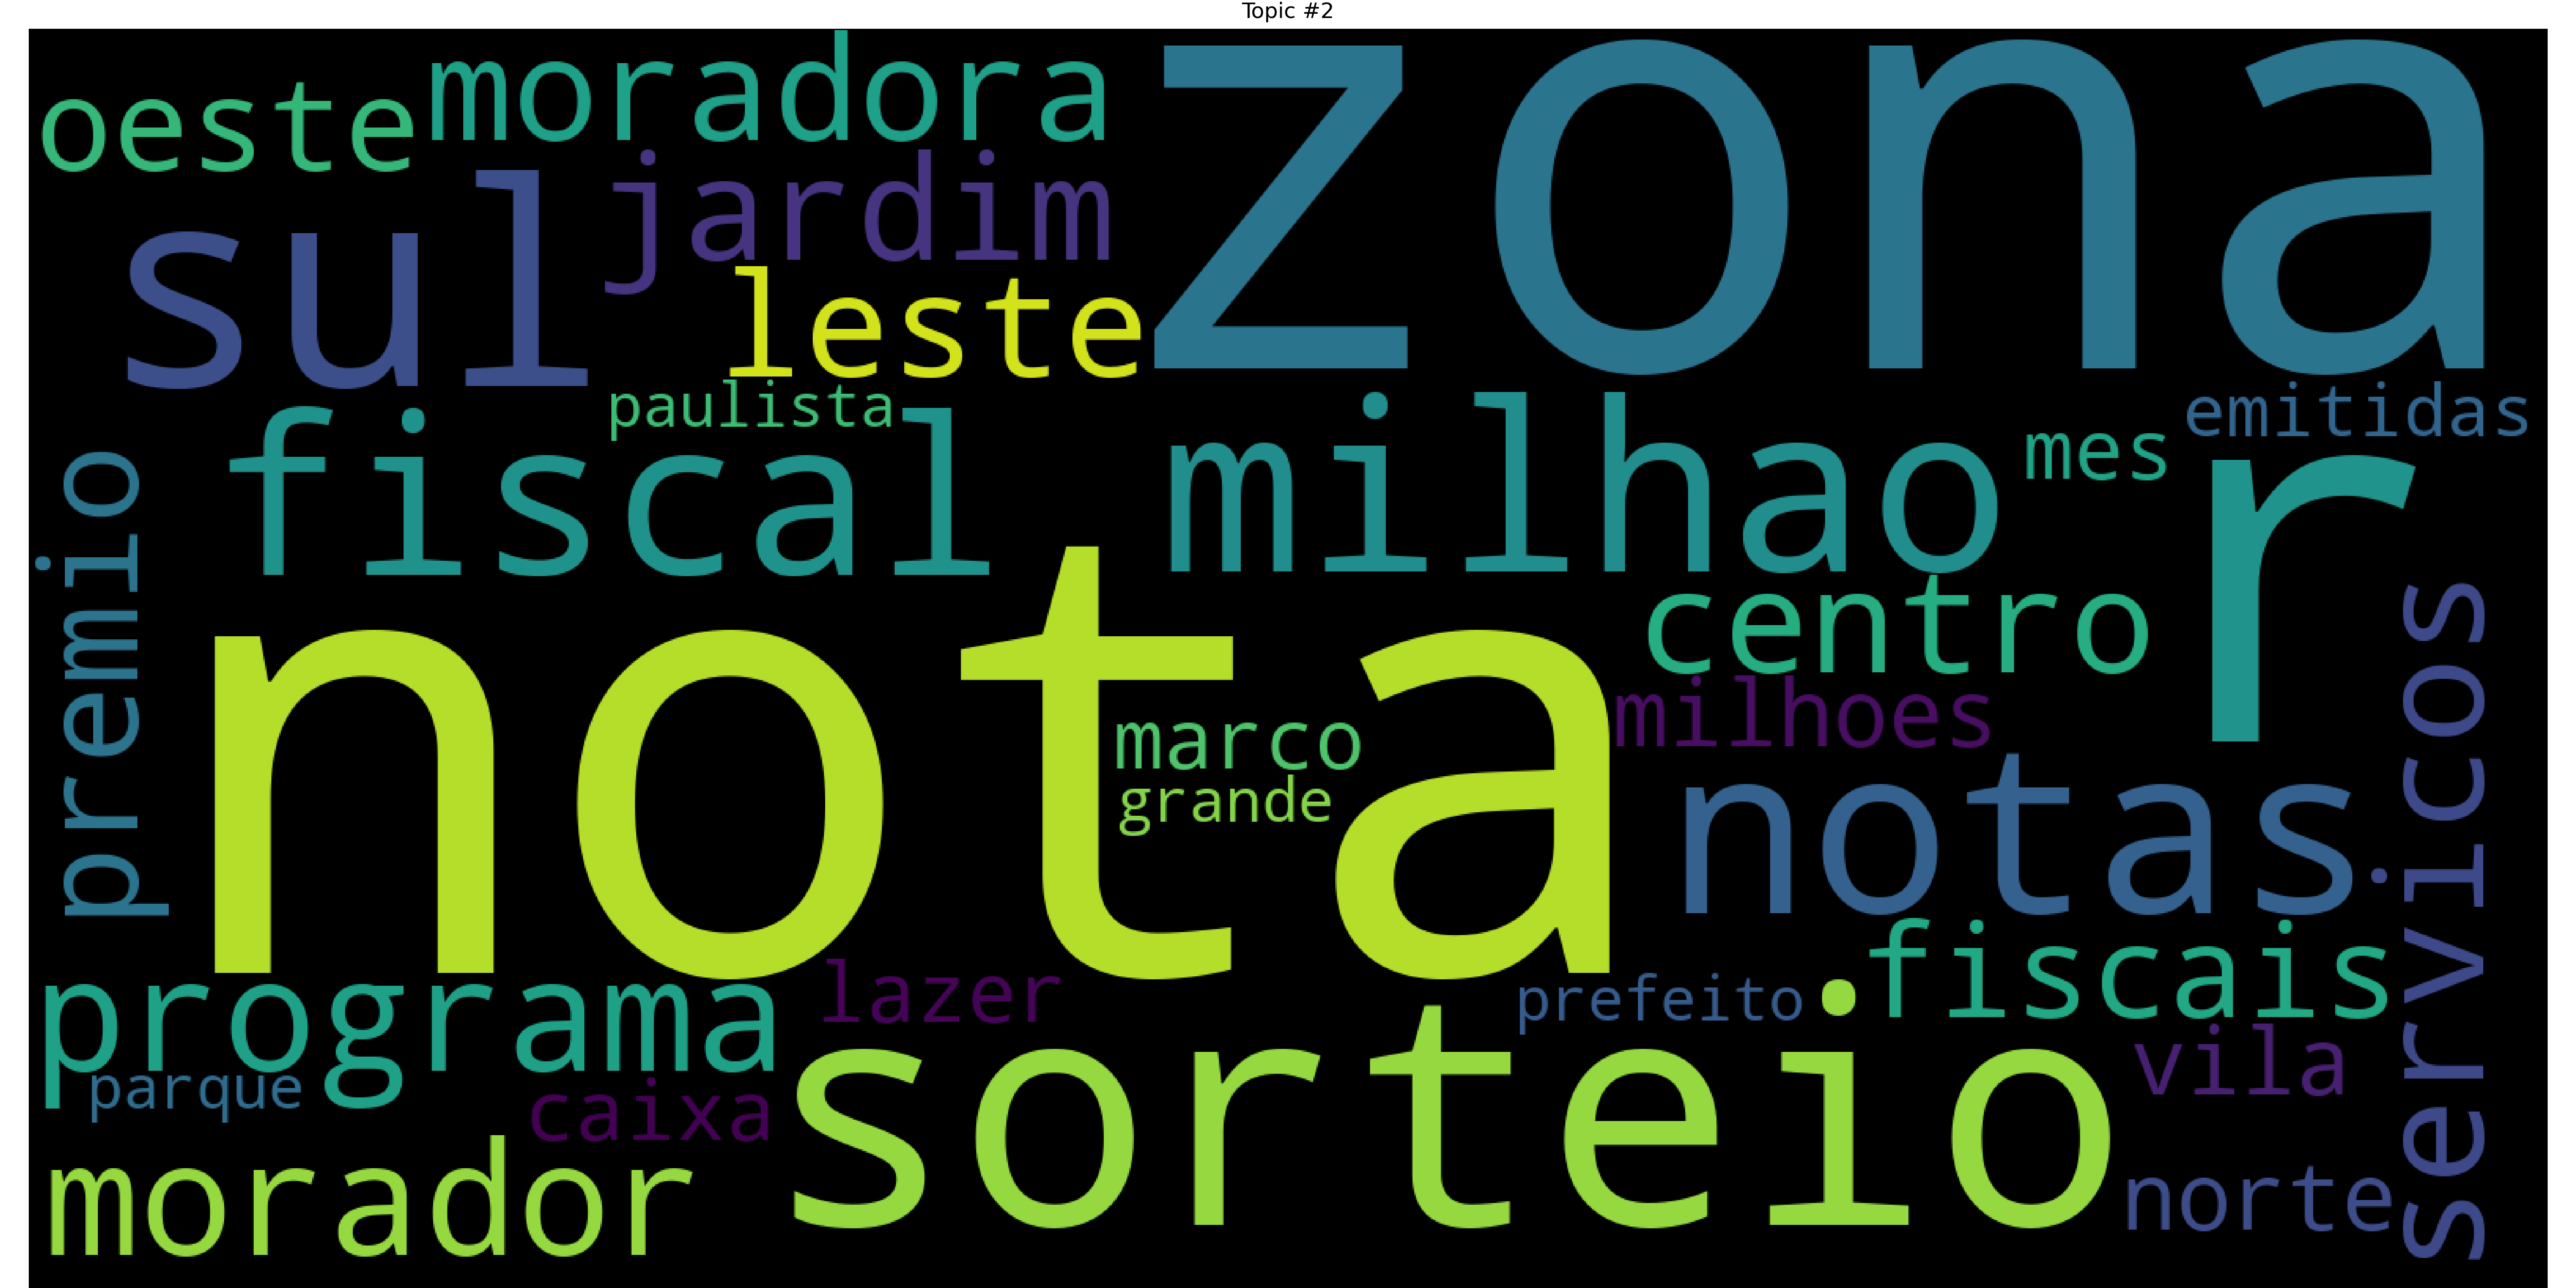 Topic #2
oeste
moradora
zona
sul
jardim
leste
paulista
emitidas
fiscal
milhao
mes
r
premio
centro
nota
milhoes
marco
grande
notas
servicos
programa
lazer
prefeito
fiscais
parque
caixa
sorteio
vila
morador
norte